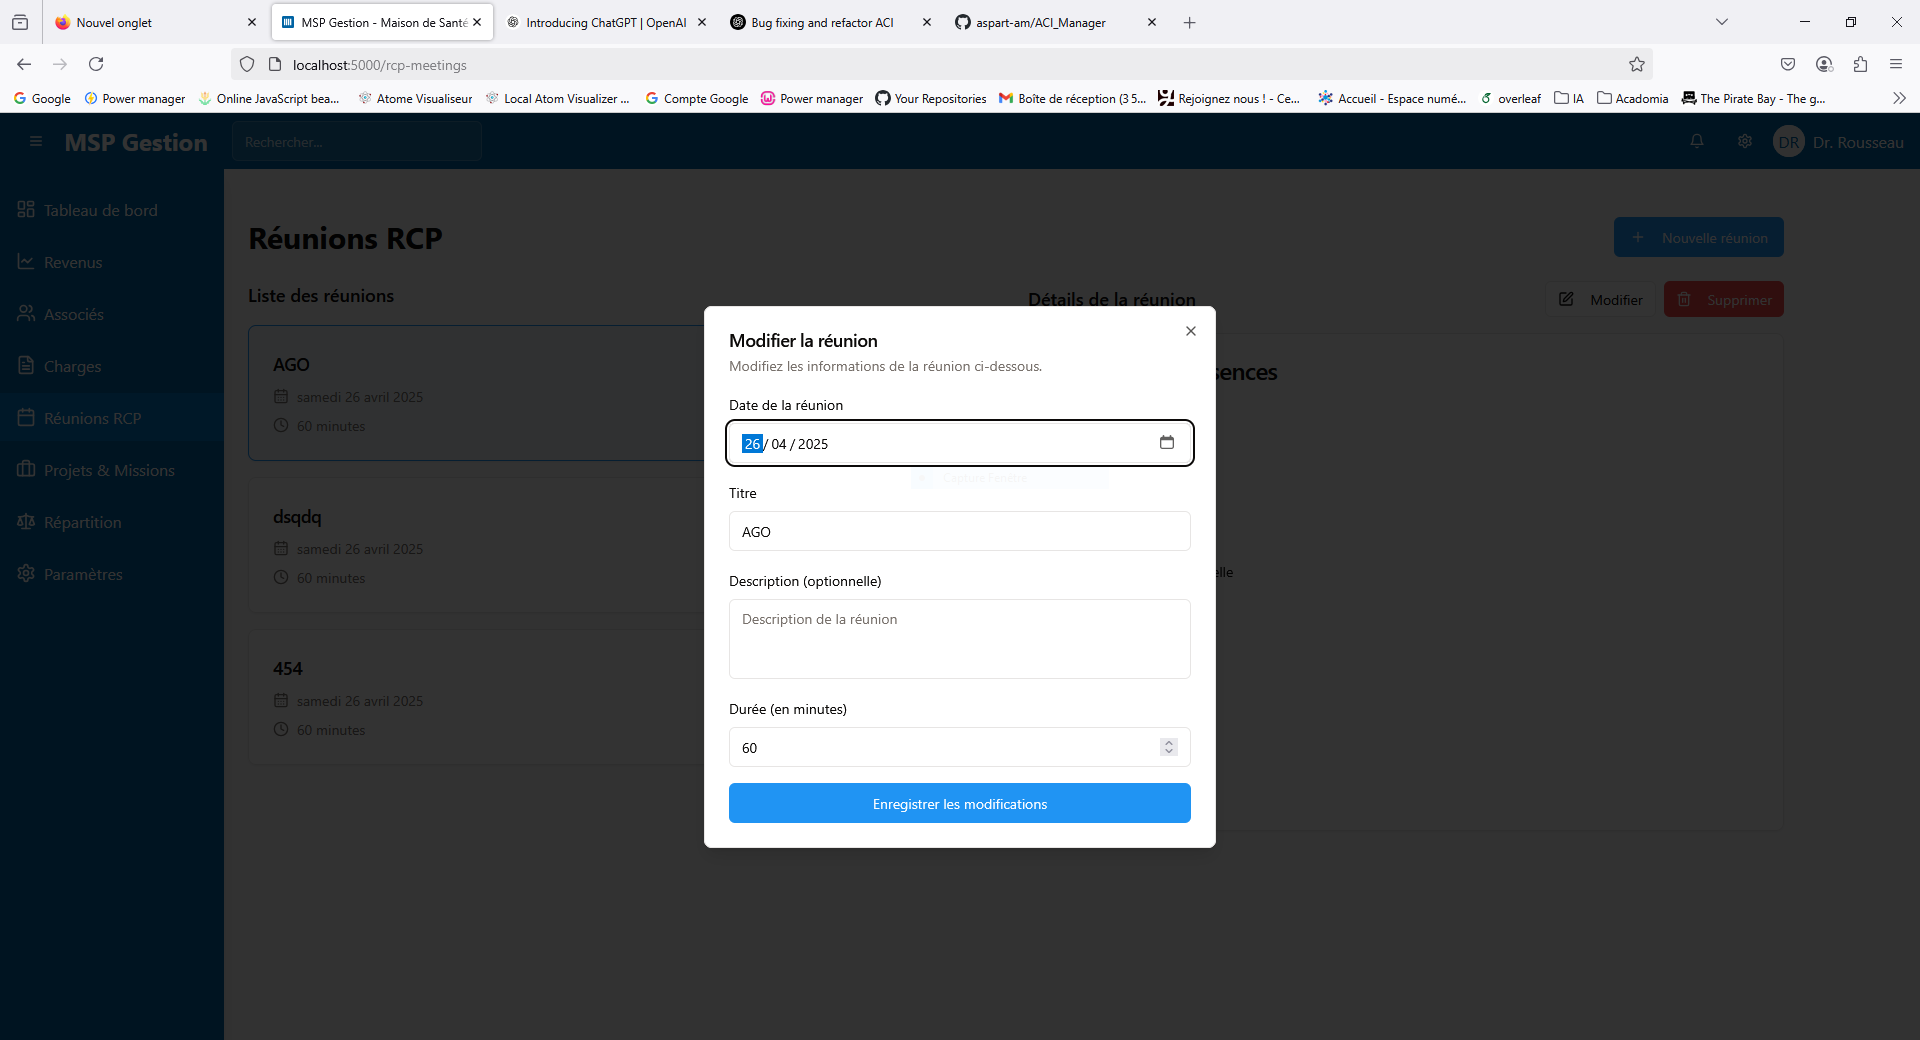 Nouvel onglet
MSP Gestion - Maison de Santé
Introducing ChatGPT | OpenAI
Bug fixing and refactor ACI
aspart-am/ACI_Manager
localhost:5000/rcp-meetings
Google
Power manager
Online JavaScript bea...
Atome Visualiseur
Local Atom Visualizer ...
Compte Google
Power manager
Your Repositories
Boîte de réception (3 5...
Rejoignez nous ! - Ce...
Accueil - Espace numé...
overleaf
IA
Acadomia
The Pirate Bay - The g...
MSP Gestion
Rechercher...
DR
Dr. Rousseau
Tableau de bord
Revenus
Associés
Charges
Réunions RCP
Projets & Missions
Répartition
Paramètres
Réunions RCP
Nouvelle réunion
Liste des réunions
AGO
samedi 26 avril 2025
60 minutes
dsqdq
samedi 26 avril 2025
60 minutes
454
samedi 26 avril 2025
60 minutes
Détails de la réunion
Modifier
Supprimer
sences
elle
Modifier la réunion
Modifiez les informations de la réunion ci-dessous.
Date de la réunion
26 / 04 / 2025
Titre
AGO
Description (optionnelle)
Description de la réunion
Durée (en minutes)
60
Enregistrer les modifications